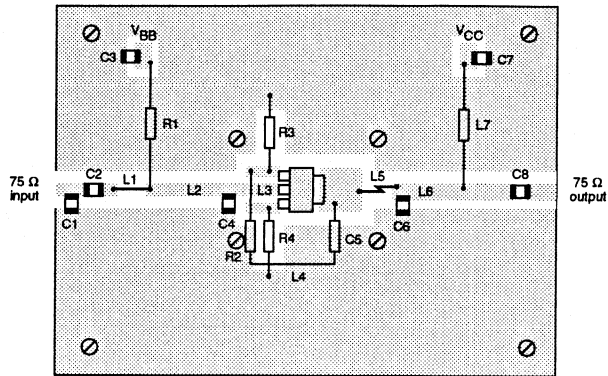 VBB
VCC
C3
C7
R1
R3
L7
75 Ω
input
C2
L1
L2
L3
L5
L6
C8
75 Ω
output
C1
C4
C6
R2
R4
C5
L4